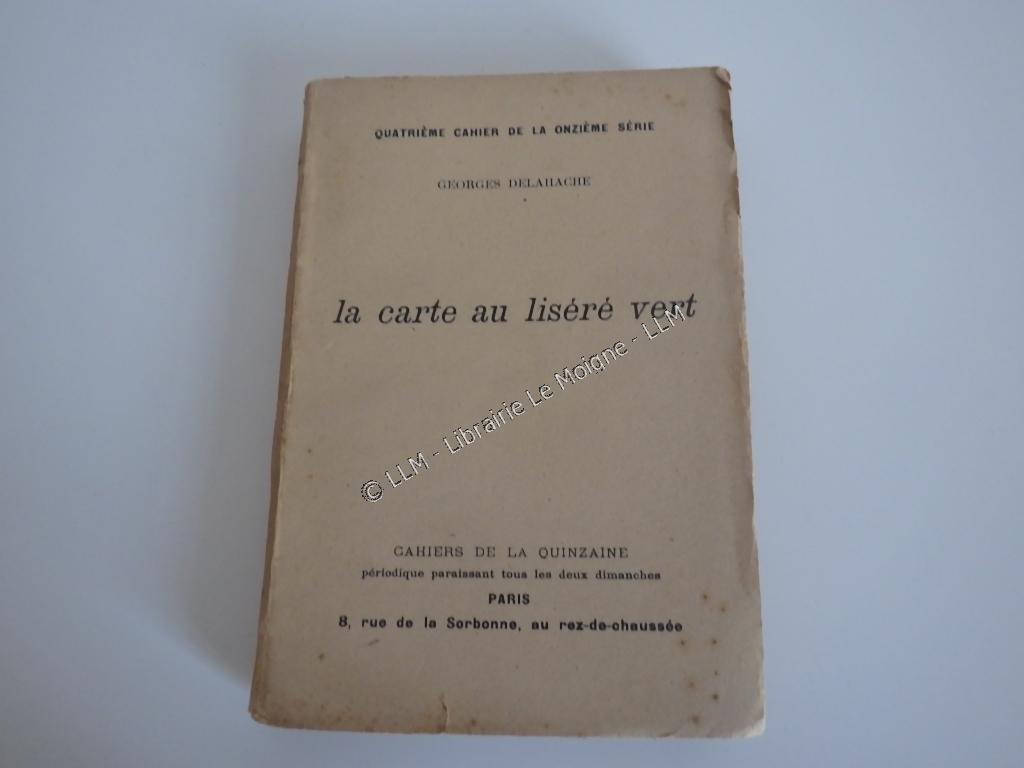 QUATRIÈME CAHIER DE LA ONZIÈME SÉRIE
GEORGES DELAHACHE
la carte au liséré vert
© LLM - Librairie Le Moigne - LLM
CAHIERS DE LA QUINZAINE
périodique paraissant tous les deux dimanches
PARIS
8, rue de la Sorbonne, au rez-de-chaussée